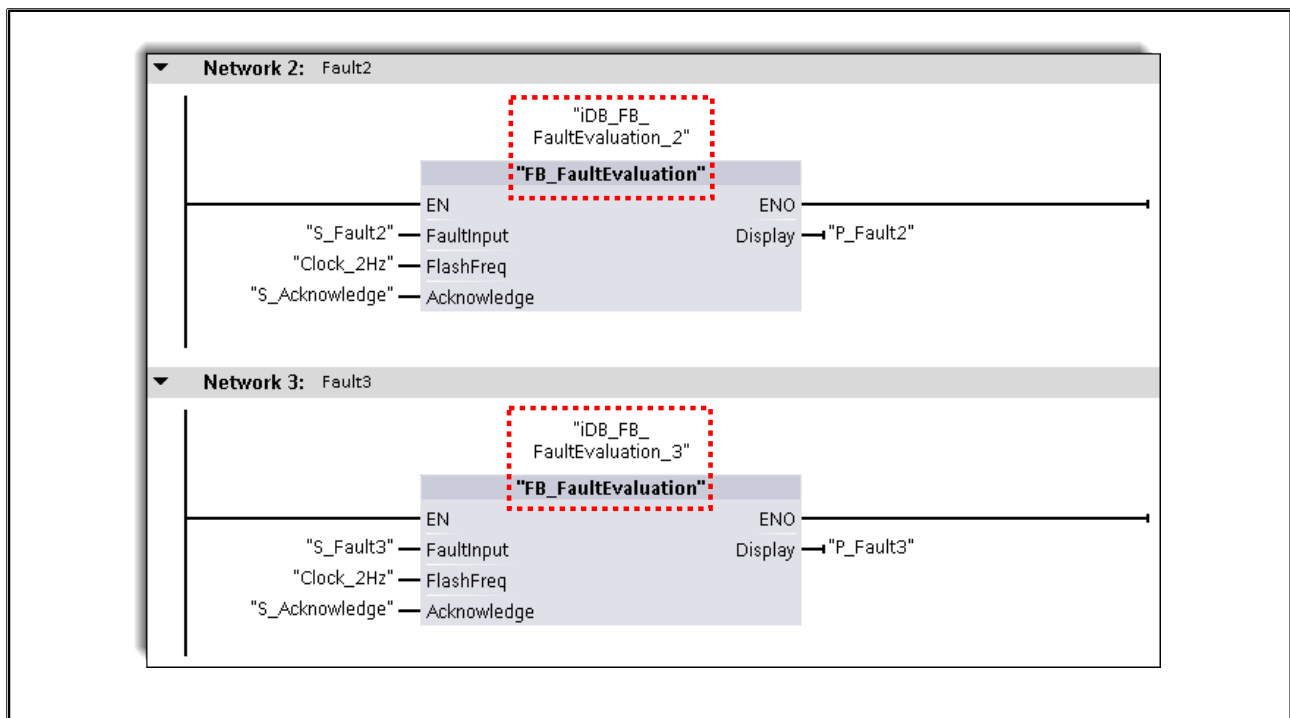 Network 2: Fault2
"iDB_FB_
FaultEvaluation_2"
"FB_FaultEvaluation"
EN ENO
"S_Fault2" FaultInput Display "P_Fault2"
"Clock_2Hz" FlashFreq
"S_Acknowledge" Acknowledge
Network 3: Fault3
"iDB_FB_
FaultEvaluation_3"
"FB_FaultEvaluation"
EN ENO
"S_Fault3" FaultInput Display "P_Fault3"
"Clock_2Hz" FlashFreq
"S_Acknowledge" Acknowledge